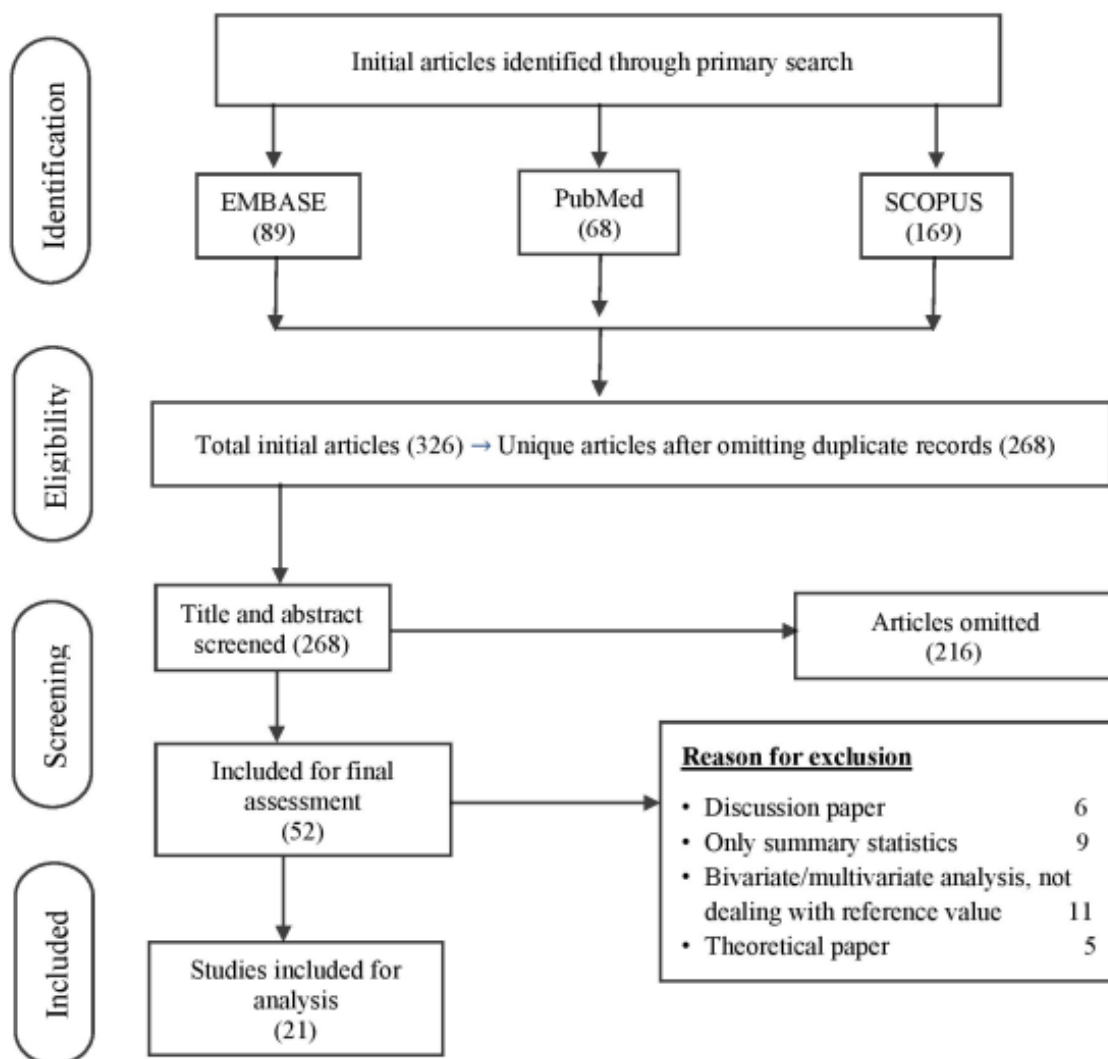 Identification
Initial articles identified through primary search
EMBASE
(89)
PubMed
(68)
SCOPUS
(169)
Eligibility
Total initial articles (326) → Unique articles after omitting duplicate records (268)
Screening
Title and abstract
screened (268)
Articles omitted
(216)
Included for final
assessment
(52)
Reason for exclusion
• Discussion paper 6
• Only summary statistics 9
• Bivariate/multivariate analysis, not
dealing with reference value 11
• Theoretical paper 5
Included
Studies included for
analysis
(21)